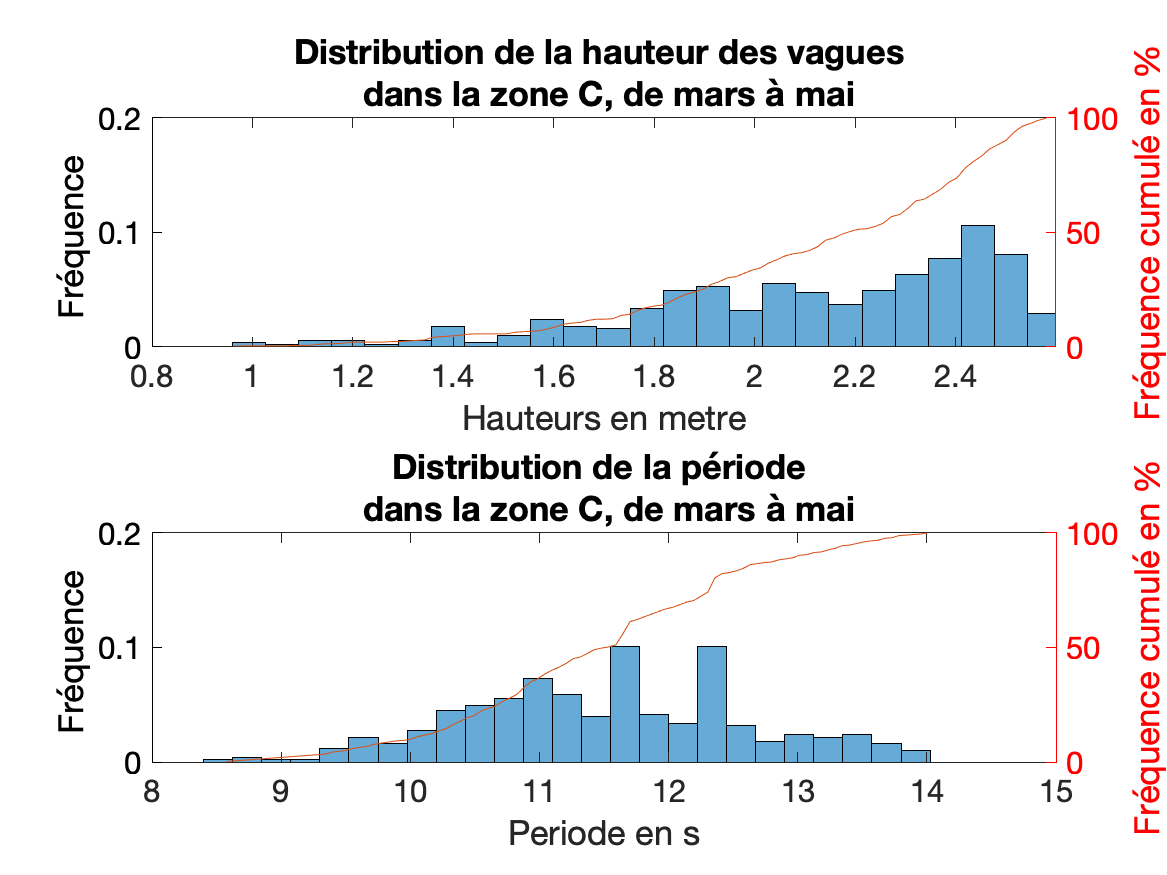 Distribution de la hauteur des vagues
dans la zone C, de mars à mai
0.2
0.1
0
Fréquence
100
50
0
Fréquence cumulé en %
0.8 1 1.2 1.4 1.6 1.8 2 2.2 2.4
Hauteurs en metre
Distribution de la période
dans la zone C, de mars à mai
0.2
0.1
0
Fréquence
100
50
0
Fréquence cumulé en %
8 9 10 11 12 13 14 15
Periode en s